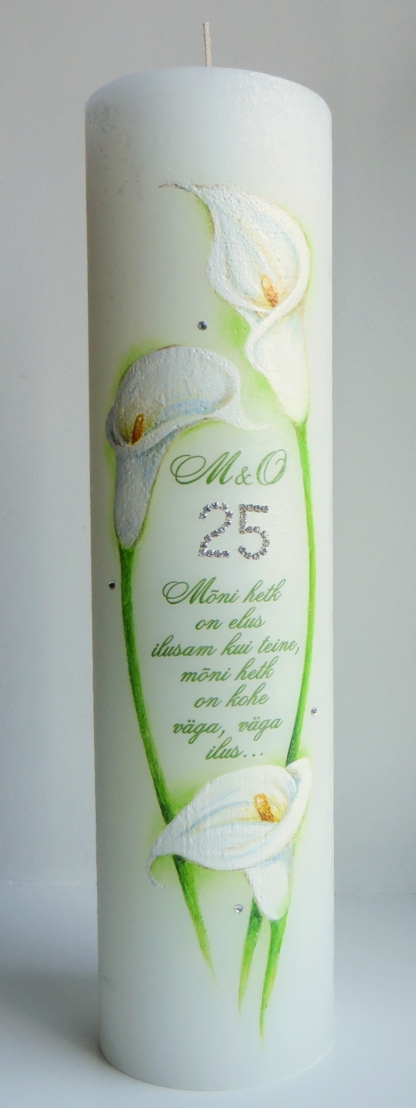 M&O
25
Mõni hetk
on elus
ilusam kui teine,
mõni hetk
on kohe
väga, väga
ilus...